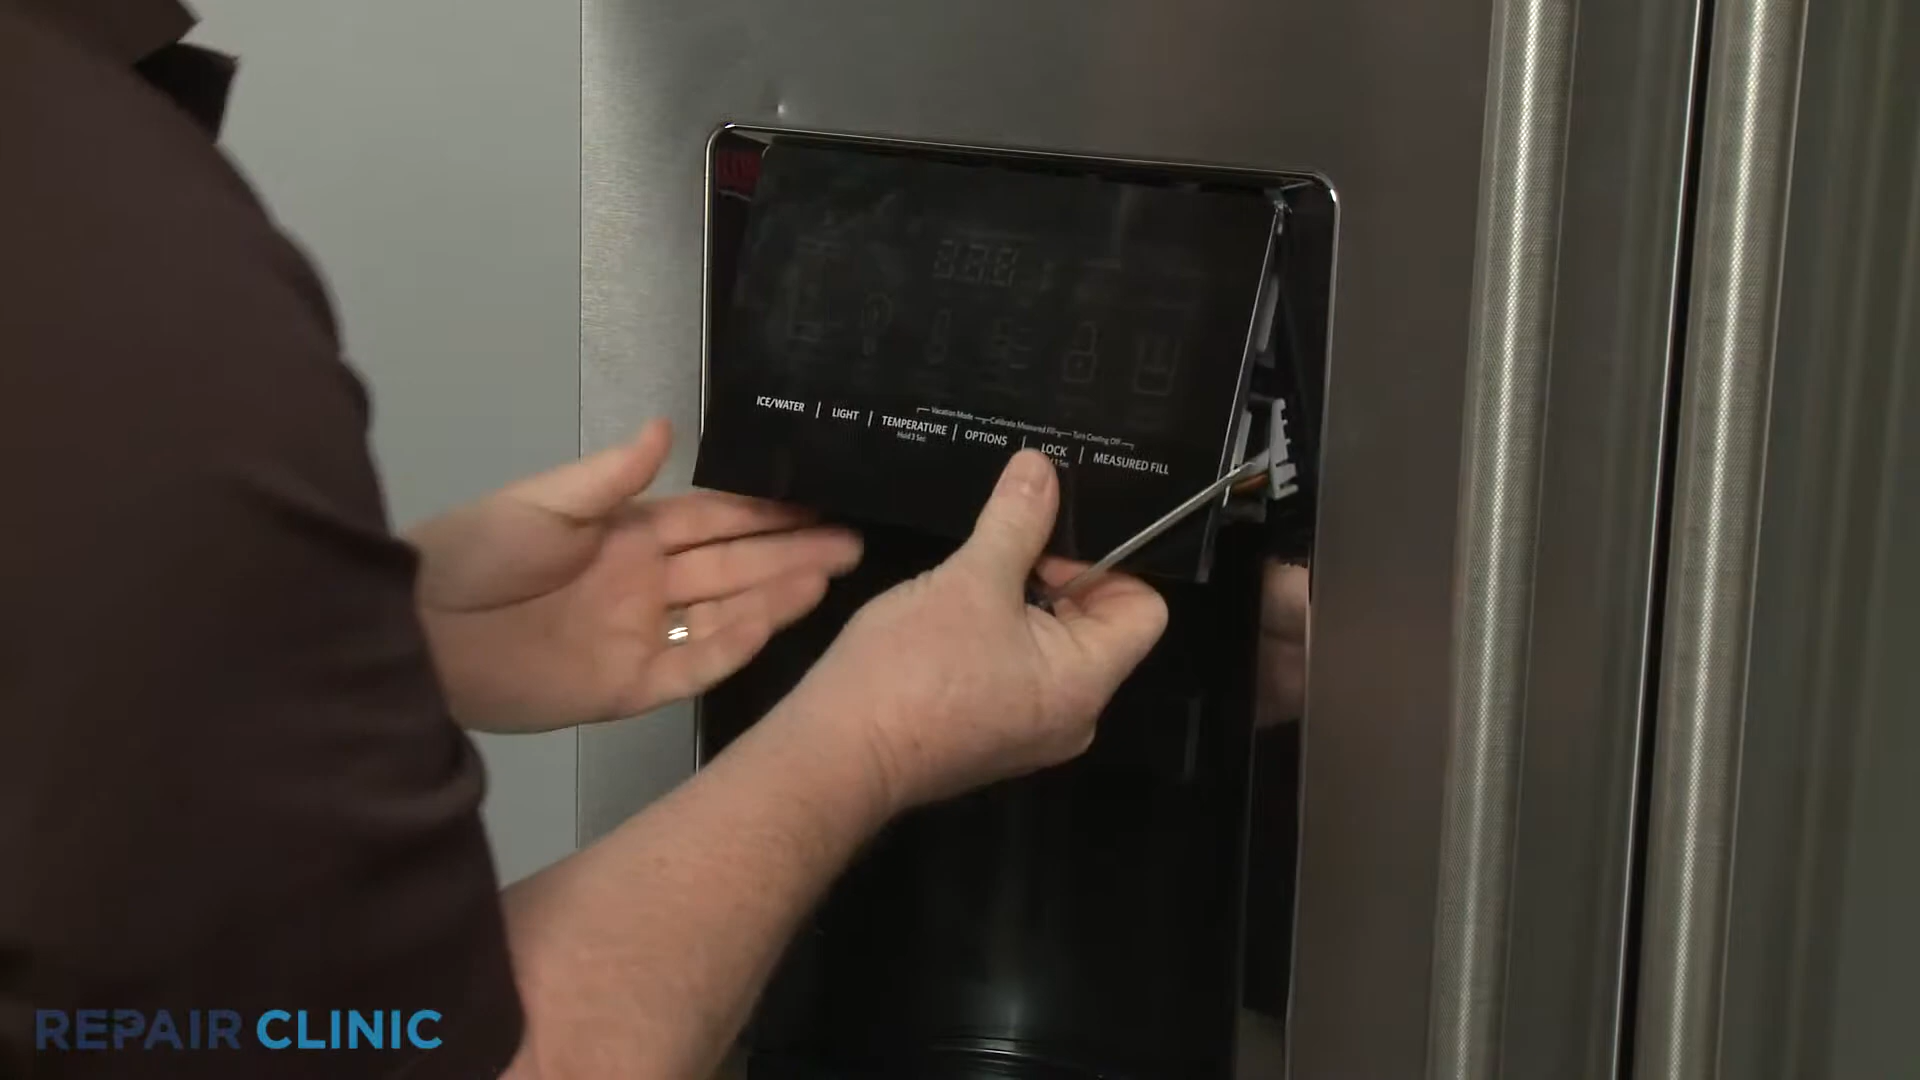 Vacation Mode Calibrate Measured Fill Turn Cooling Off
ICE/WATER | LIGHT | TEMPERATURE | OPTIONS | LOCK | MEASURED FILL
Hold 3 Sec
REPAIR CLINIC